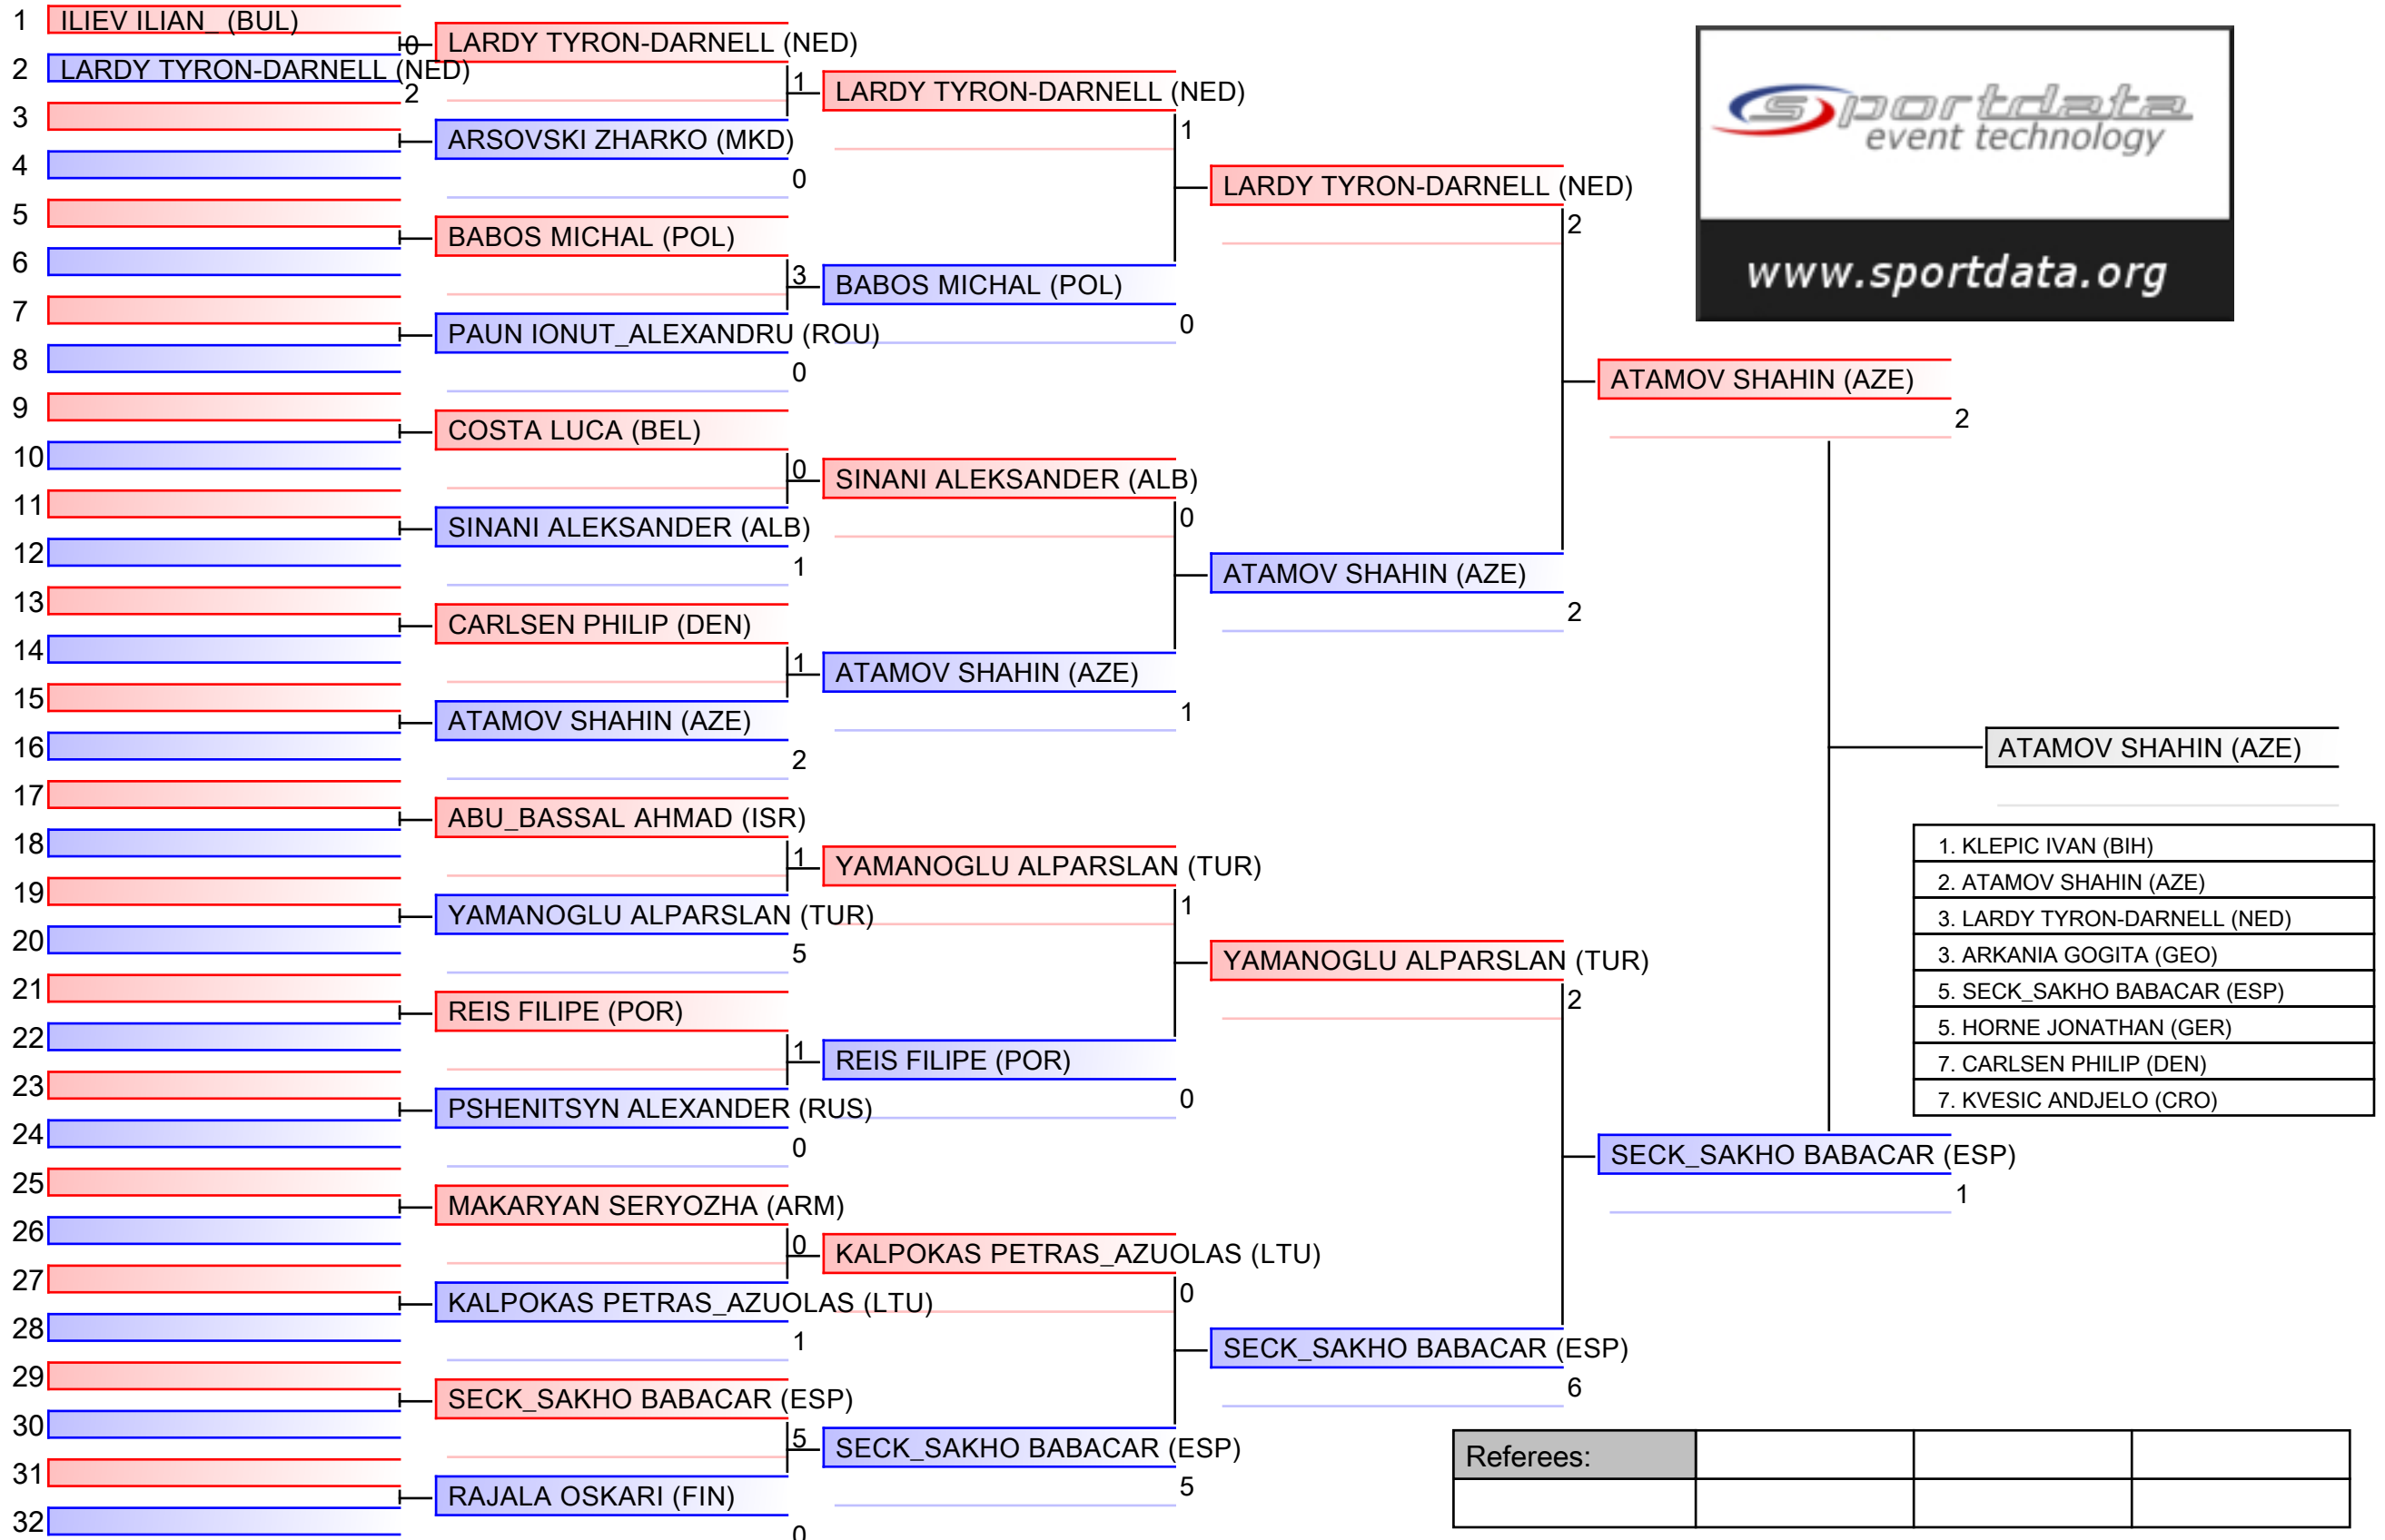 1 ILIEV ILIAN_ (BUL)
0
2 LARDY TYRON-DARNELL (NED)
2
3
4
5
6
7
8
9
10
11
12
13
14
15
16
17
18
19
20
21
22
23
24
25
26
27
28
29
30
31
32
LARDY TYRON-DARNELL (NED)
1
ARSOVSKI ZHARKO (MKD)
0
BABOS MICHAL (POL)
3
PAUN IONUT_ALEXANDRU (ROU)
0
COSTA LUCA (BEL)
0
SINANI ALEKSANDER (ALB)
1
CARLSEN PHILIP (DEN)
1
ATAMOV SHAHIN (AZE)
2
ABU_BASSAL AHMAD (ISR)
1
YAMANOGLU ALPARSLAN (TUR)
5
REIS FILIPE (POR)
1
PSHENITSYN ALEXANDER (RUS)
0
MAKARYAN SERYOZHA (ARM)
0
KALPOKAS PETRAS_AZUOLAS (LTU)
1
SECK_SAKHO BABACAR (ESP)
5
RAJALA OSKARI (FIN)
0
LARDY TYRON-DARNELL (NED)
1
BABOS MICHAL (POL)
0
SINANI ALEKSANDER (ALB)
0
ATAMOV SHAHIN (AZE)
1
YAMANOGLU ALPARSLAN (TUR)
1
REIS FILIPE (POR)
0
KALPOKAS PETRAS_AZUOLAS (LTU)
0
SECK_SAKHO BABACAR (ESP)
5
LARDY TYRON-DARNELL (NED)
2
ATAMOV SHAHIN (AZE)
2
YAMANOGLU ALPARSLAN (TUR)
2
SECK_SAKHO BABACAR (ESP)
6
ATAMOV SHAHIN (AZE)
2
SECK_SAKHO BABACAR (ESP)
1
ATAMOV SHAHIN (AZE)
sportdata
event technology
www.sportdata.org
1. KLEPIC IVAN (BIH)
2. ATAMOV SHAHIN (AZE)
3. LARDY TYRON-DARNELL (NED)
3. ARKANIA GOGITA (GEO)
5. SECK_SAKHO BABACAR (ESP)
5. HORNE JONATHAN (GER)
7. CARLSEN PHILIP (DEN)
7. KVESIC ANDJELO (CRO)
Referees: